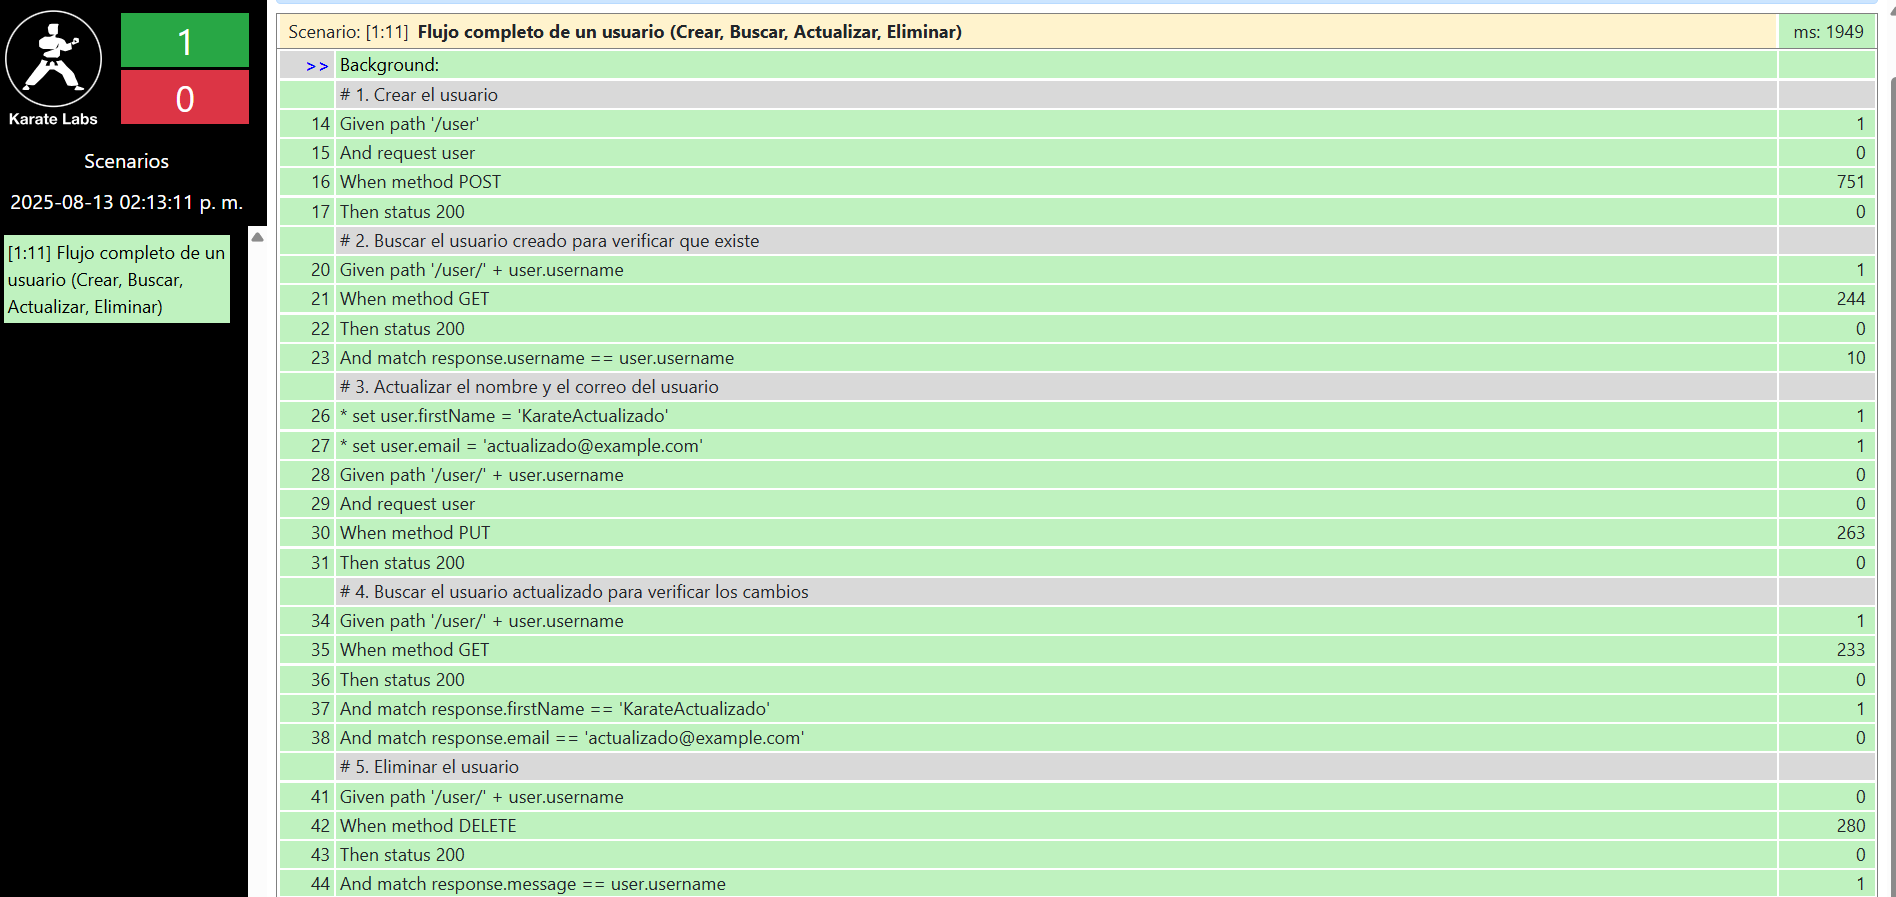 Karate Labs
1
0
Scenarios
2025-08-13 02:13:11 p. m.
[1:11] Flujo completo de un
usuario (Crear, Buscar,
Actualizar, Eliminar)
Scenario: [1:11] Flujo completo de un usuario (Crear, Buscar, Actualizar, Eliminar) ms: 1949
>> Background:
# 1. Crear el usuario
14 Given path '/user' 1
15 And request user 0
16 When method POST 751
17 Then status 200 0
# 2. Buscar el usuario creado para verificar que existe
20 Given path '/user/' + user.username 1
21 When method GET 244
22 Then status 200 0
23 And match response.username == user.username 10
# 3. Actualizar el nombre y el correo del usuario
26 * set user.firstName = 'KarateActualizado' 1
27 * set user.email = 'actualizado@example.com' 1
28 Given path '/user/' + user.username 0
29 And request user 0
30 When method PUT 263
31 Then status 200 0
# 4. Buscar el usuario actualizado para verificar los cambios
34 Given path '/user/' + user.username 1
35 When method GET 233
36 Then status 200 0
37 And match response.firstName == 'KarateActualizado' 1
38 And match response.email == 'actualizado@example.com' 0
# 5. Eliminar el usuario
41 Given path '/user/' + user.username 0
42 When method DELETE 280
43 Then status 200 0
44 And match response.message == user.username 1